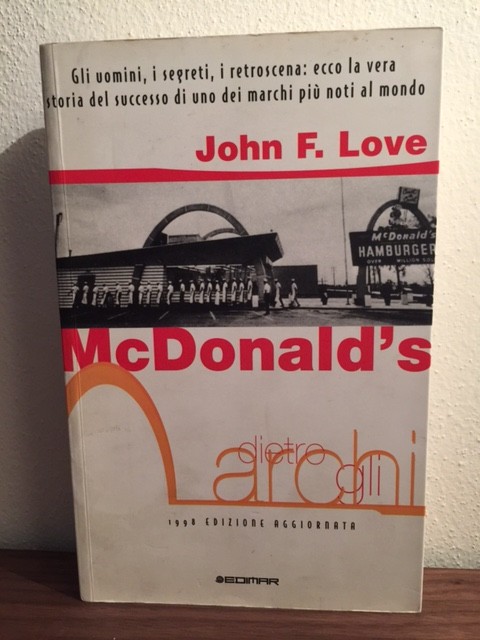 Gli uomini, i segreti, i retroscena: ecco la vera
storia del successo di uno dei marchi più noti al mondo
John F. Love
McDonald's
HAMBURGER
McDonald's
dietro
gli
archi
1998 EDIZIONE AGGIORNATA
EDIMAR